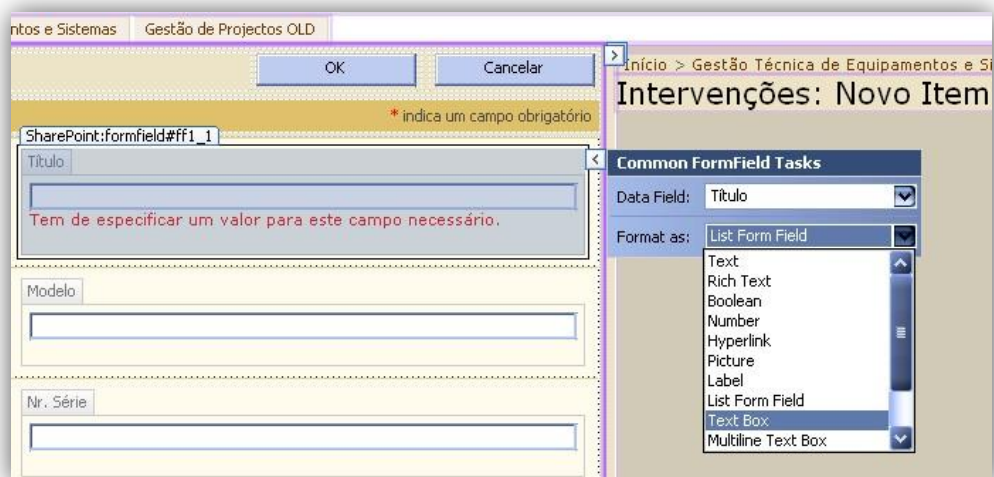 ntos e Sistemas Gestão de Projectos OLD
OK Cancelar
* indica um campo obrigatório
SharePoint:formfield#ff1_1
Título
Tem de especificar um valor para este campo necessário.
Modelo
Nr. Série
Início > Gestão Técnica de Equipamentos e Si
Intervenções: Novo Item
Common FormField Tasks
Data Field: Título
Format as: List Form Field
Text
Rich Text
Boolean
Number
Hyperlink
Picture
Label
List Form Field
Text Box
Multiline Text Box